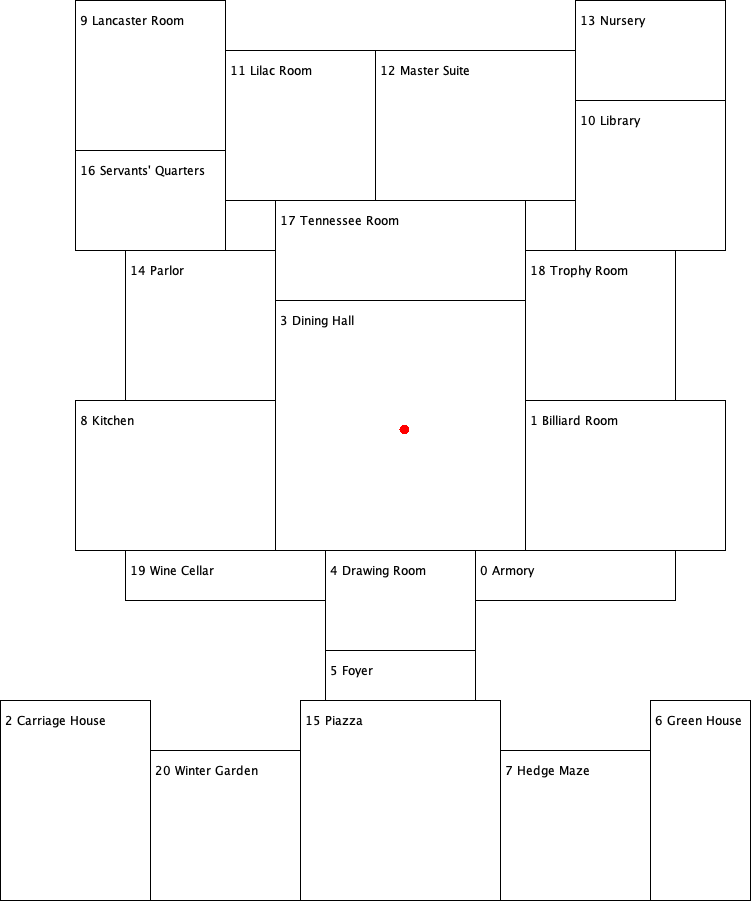 9 Lancaster Room
13 Nursery
11 Lilac Room
12 Master Suite
10 Library
16 Servants' Quarters
17 Tennessee Room
14 Parlor
18 Trophy Room
3 Dining Hall
8 Kitchen
1 Billiard Room
19 Wine Cellar
4 Drawing Room
0 Armory
5 Foyer
2 Carriage House
15 Piazza
6 Green House
20 Winter Garden
7 Hedge Maze